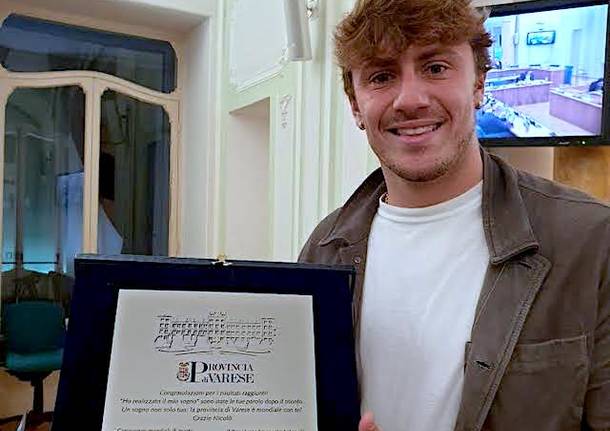 PROVINCIA
di VARESE
Congratulazioni per i risultati raggiunti!
"Ho realizzato il mio sogno" sono state le tue parole dopo il trionfo.
Un sogno non solo tuo: la provincia di Varese è mondiale con te!
Grazie Nicolò